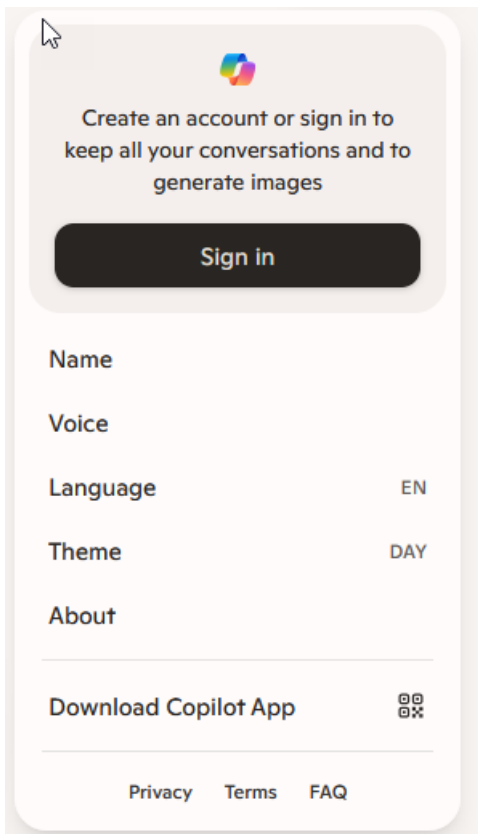 Create an account or sign in to
keep all your conversations and to
generate images
Sign in
Name
Voice
Language EN
Theme DAY
About
Download Copilot App
Privacy Terms FAQ